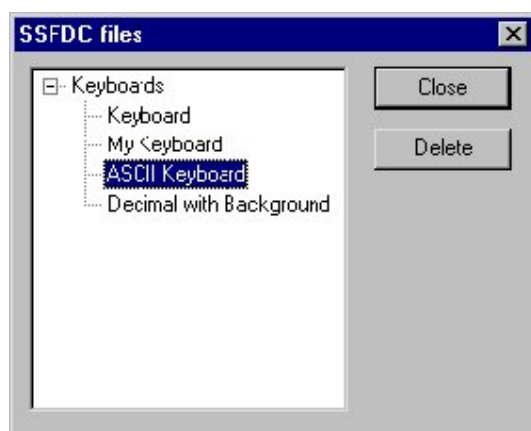 SSFDC files
Keyboards
Keyboard
My Keyboard
ASCII Keyboard
Decimal with Background
Close
Delete